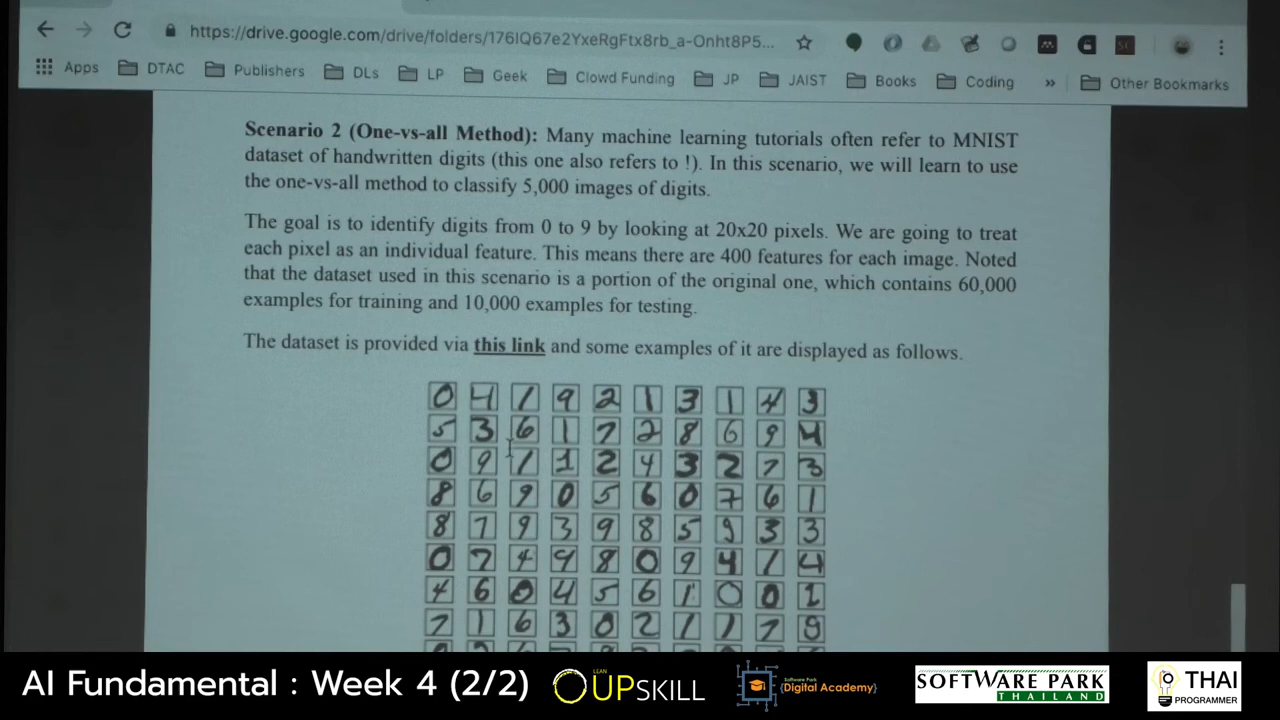 https://drive.google.com/drive/folders/176IQ67e2YxeRgFtx8rb_a-Onht8P5...
Apps DTAC Publishers DLs LP Geek Clowd Funding JP JAIST Books Coding » Other Bookmarks
Scenario 2 (One-vs-all Method): Many machine learning tutorials often refer to MNIST
dataset of handwritten digits (this one also refers to !). In this scenario, we will learn to use
the one-vs-all method to classify 5,000 images of digits.
The goal is to identify digits from 0 to 9 by looking at 20x20 pixels. We are going to treat
each pixel as an individual feature. This means there are 400 features for each image. Noted
that the dataset used in this scenario is a portion of the original one, which contains 60,000
examples for training and 10,000 examples for testing.
The dataset is provided via this link and some examples of it are displayed as follows.
0 4 1 9 2 1 3 1 4 3
5 3 6 1 7 2 8 6 9 4
0 9 1 1 2 4 3 2 7 3
8 6 9 0 5 6 0 7 6 1
8 7 9 3 9 8 5 9 3 3
0 7 4 9 8 0 9 4 1 4
4 6 0 4 5 6 1 0 0 1
7 1 6 3 0 2 1 1 7 9
AI Fundamental : Week 4 (2/2)
LEAN
UPSKILL
Software Park
{Digital Academy}
SOFTWARE PARK
THAILAND
THAI
PROGRAMMER